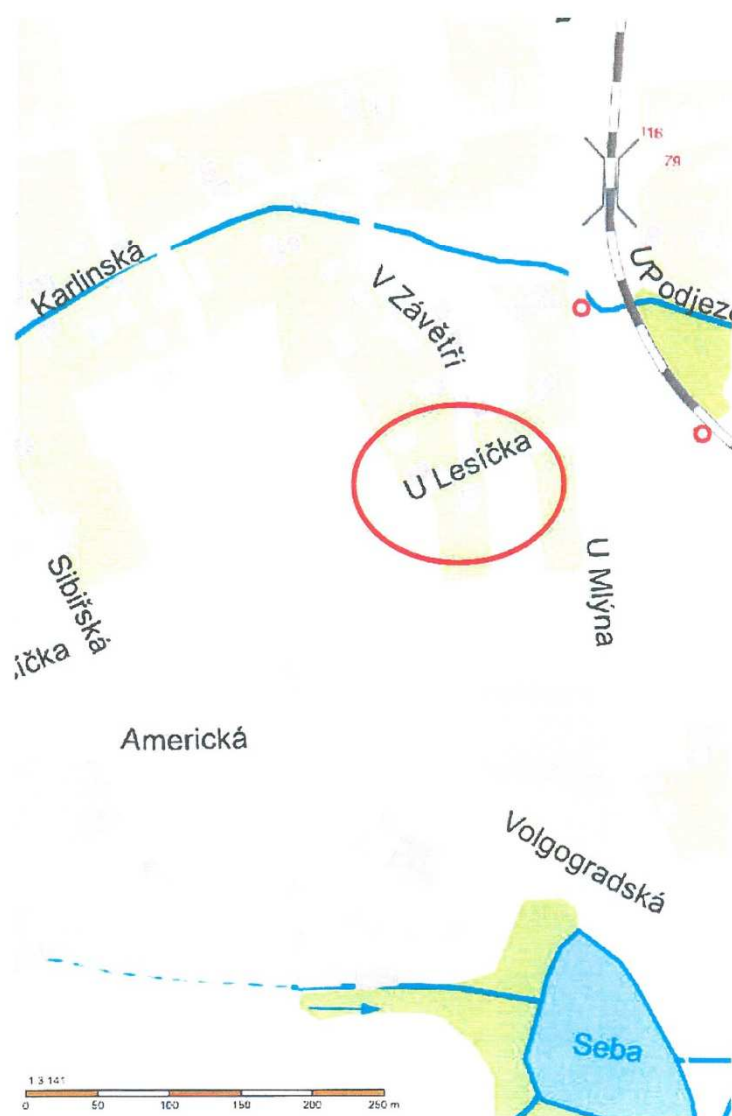 116
79
Karlinská
V Závětří
U Podjezd
U Lesíčka
U Mlýna
Sibiřská
síčka
Americká
Volgogradská
Seba
1:3 141
0 50 100 150 200 250 m